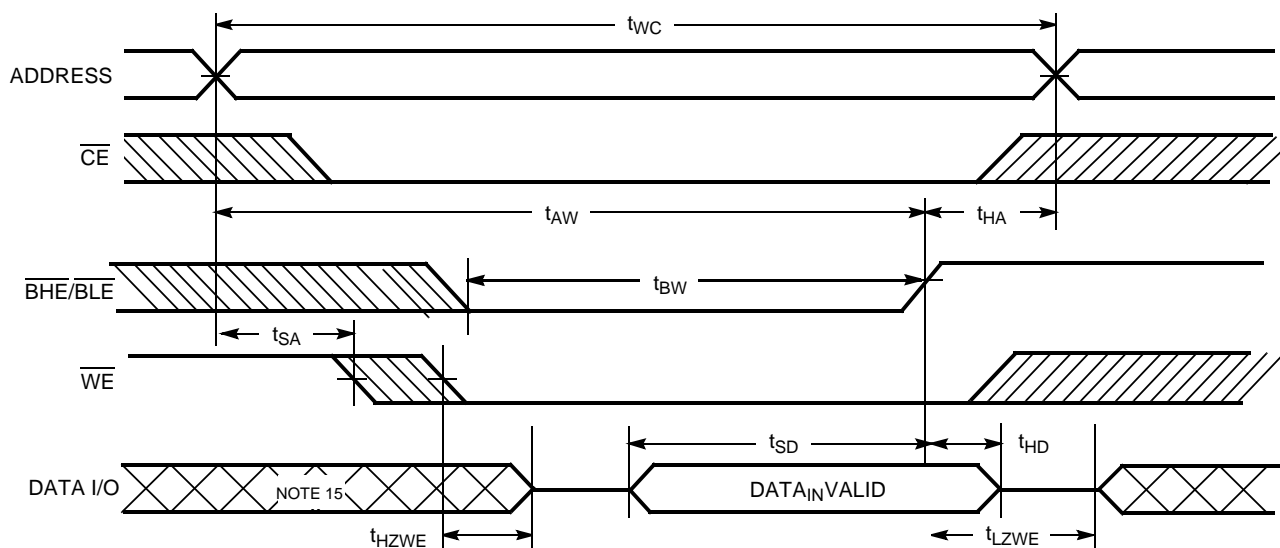 tWC
ADDRESS
CE
tAW
tHA
BHE/BLE
tBW
tSA
WE
tSD
tHD
DATA I/O
NOTE 15
DATAINVALID
tHZWE
tLZWE